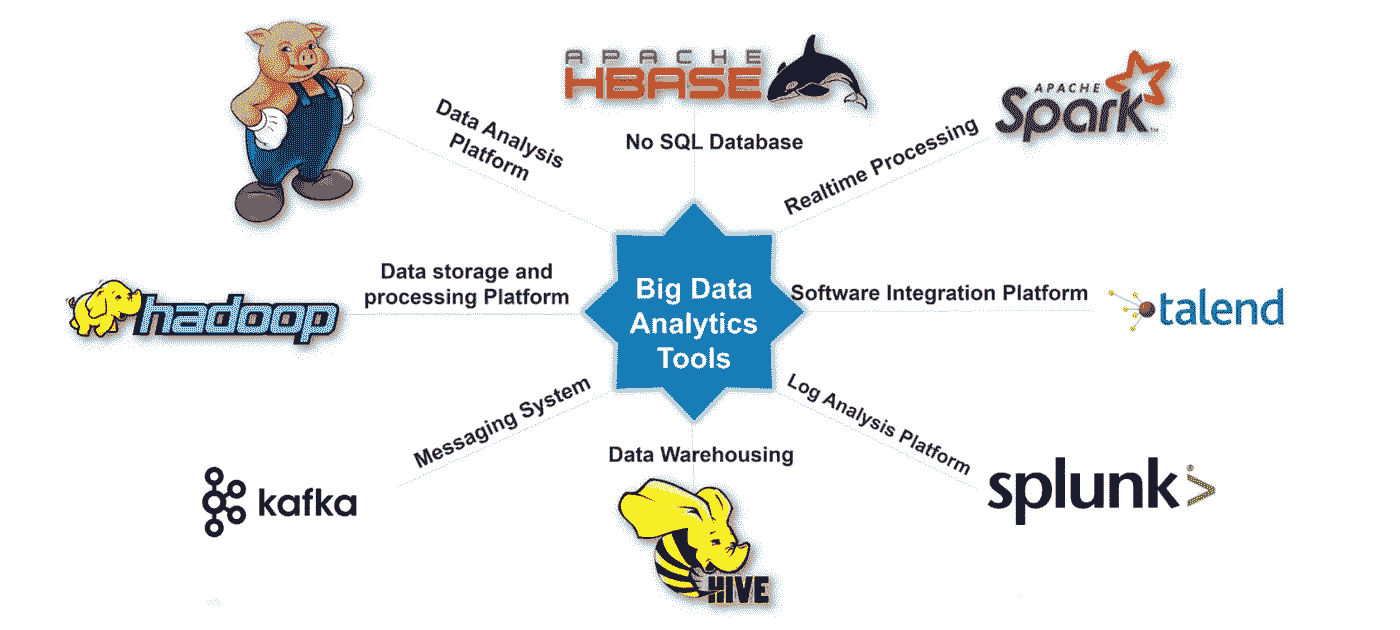 APACHE
HBASE
APACHE
Spark
TM
Data Analysis
Platform
No SQL Database
Realtime Processing
hadoop
Data storage and
processing Platform
Big Data
Analytics
Tools
Software Integration Platform
talend
Messaging System
Log Analysis Platform
kafka
Data Warehousing
HIVE
splunk>
®